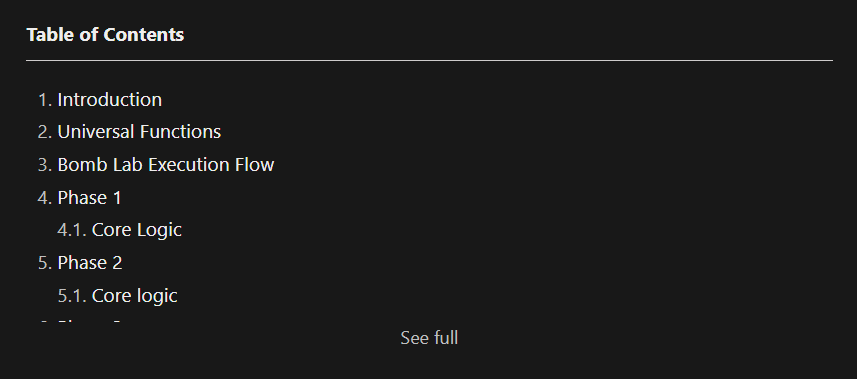 Table of Contents
1. Introduction
2. Universal Functions
3. Bomb Lab Execution Flow
4. Phase 1
4.1. Core Logic
5. Phase 2
5.1. Core logic
See full